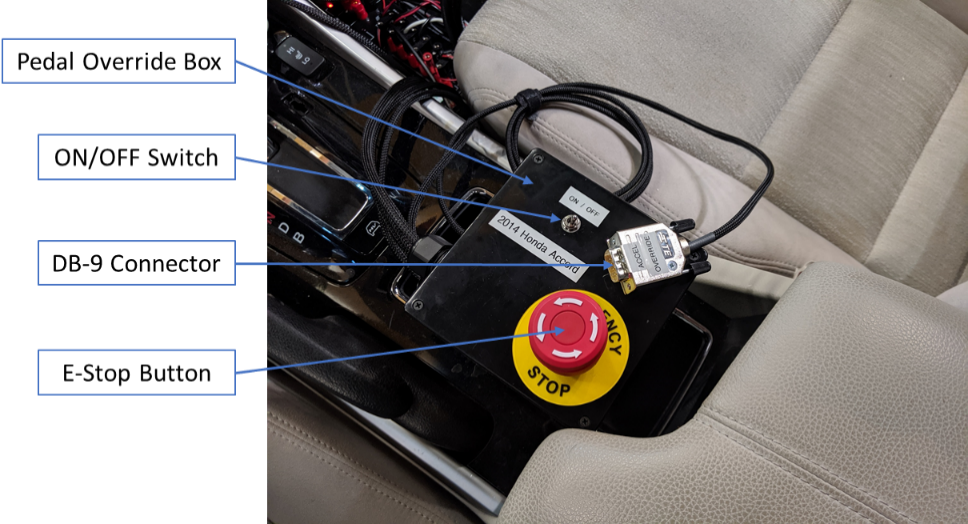 Pedal Override Box
ON/OFF Switch
DB-9 Connector
E-Stop Button
ON / OFF
2014 Honda Accord
ACCEL
OVERRIDE
ENCY
STOP
D
B